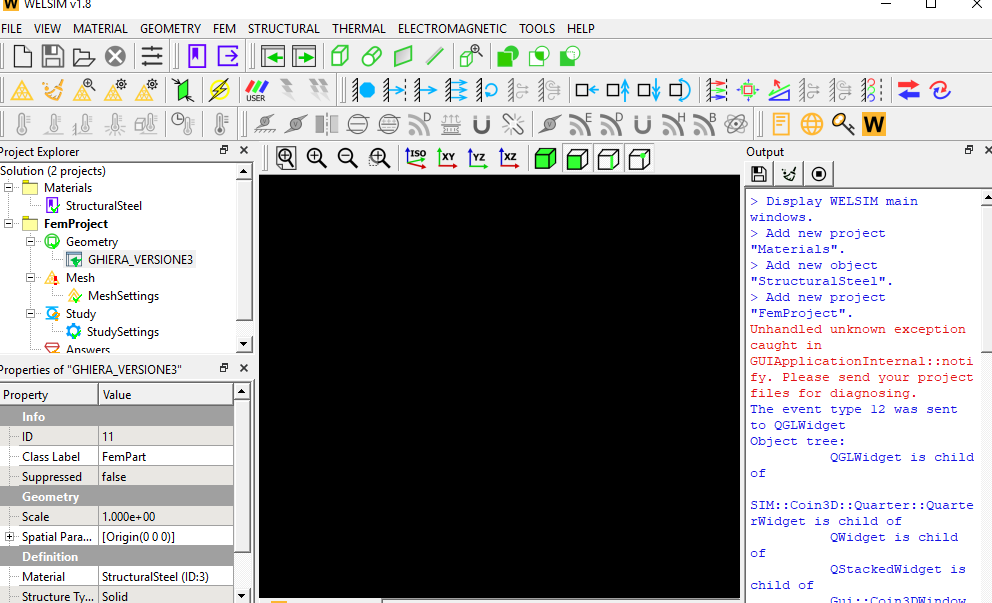 WELSIM v1.8
FILE VIEW MATERIAL GEOMETRY FEM STRUCTURAL THERMAL ELECTROMAGNETIC TOOLS HELP
USER
Project Explorer
Solution (2 projects)
Materials
StructuralSteel
FemProject
Geometry
GHIERA_VERSIONE3
Mesh
MeshSettings
Study
StudySettings
Answers
Properties of "GHIERA_VERSIONE3"
Property Value
Info
ID 11
Class Label FemPart
Suppressed false
Geometry
Scale 1.000e+00
Spatial Para... [Origin(0 0 0)]
Definition
Material StructuralSteel (ID:3)
Structure Ty... Solid
ISO XY YZ XZ
Output
> Display WELSIM main
windows.
> Add new project
"Materials".
> Add new object
"StructuralSteel".
> Add new project
"FemProject".
Unhandled unknown exception
caught in
GUIApplicationInternal::noti
fy. Please send your project
files for diagnosing.
The event type 12 was sent
to QGLWidget
Object tree:
QGLWidget is child
of
SIM::Coin3D::Quarter::Quarte
rWidget is child of
QWidget is child
of
QStackedWidget is
child of
Gui::Coin3DWindow